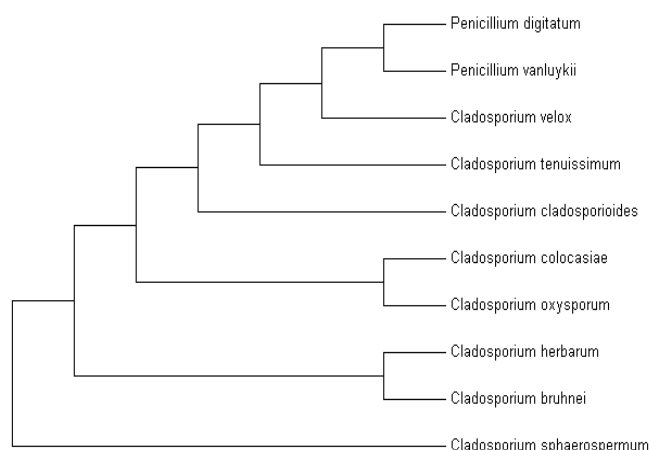 Penicillium digitatum
Penicillium vanluykii
Cladosporium velox
Cladosporium tenuissimum
Cladosporium cladosporioides
Cladosporium colocasiae
Cladosporium oxysporum
Cladosporium herbarum
Cladosporium bruhnei
Cladosporium sphaerospermum